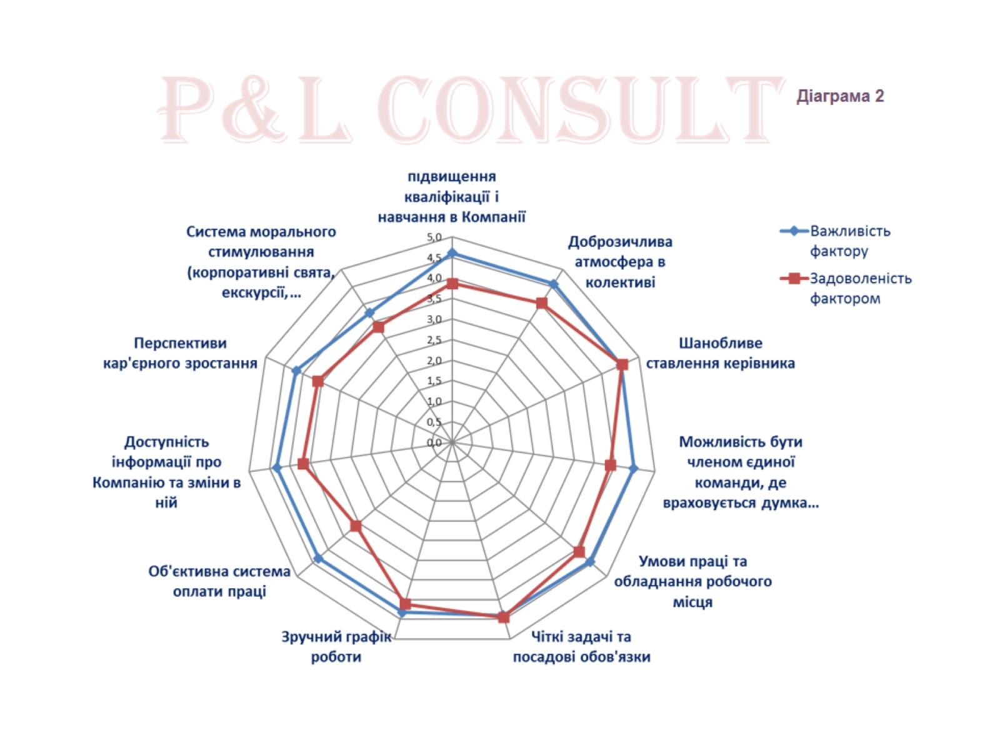 P&L CONSULT
Діаграма 2
підвищення
кваліфікації і
навчання в Компанії
Доброзичлива
атмосфера в
колективі
Шанобливе
ставлення керівника
Можливість бути
членом єдиної
команди, де
враховується думка...
Умови праці та
обладнання робочого
місця
Чіткі задачі та
посадові обов'язки
Зручний графік
роботи
Об'єктивна система
оплати праці
Доступність
інформації про
Компанію та зміни в
ній
Перспективи
кар'єрного зростання
Система морального
стимулювання
(корпоративні свята,
екскурсії,...
5,0
4,5
4,0
3,5
3,0
2,5
2,0
1,5
1,0
0,5
0,0
Важливість
фактору
Задоволеність
фактором